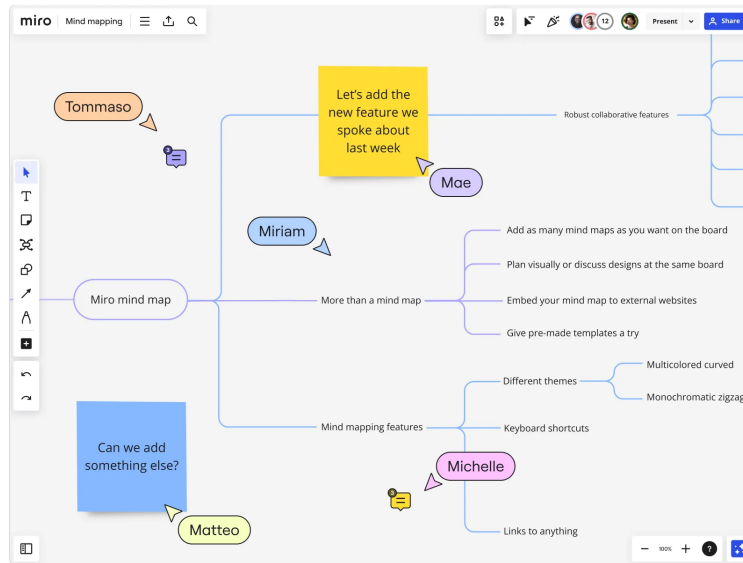 miro
Mind mapping
12
Present
Share
Let's add the
new feature we
spoke about
last week
Robust collaborative features
Tommaso
3
Mae
Miriam
Add as many mind maps as you want on the board
Plan visually or discuss designs at the same board
Miro mind map
More than a mind map
Embed your mind map to external websites
Give pre-made templates a try
Multicolored curved
Different themes
Monochromatic zigzag
Mind mapping features
Keyboard shortcuts
Can we add
something else?
Michelle
Matteo
Links to anything
100%
?